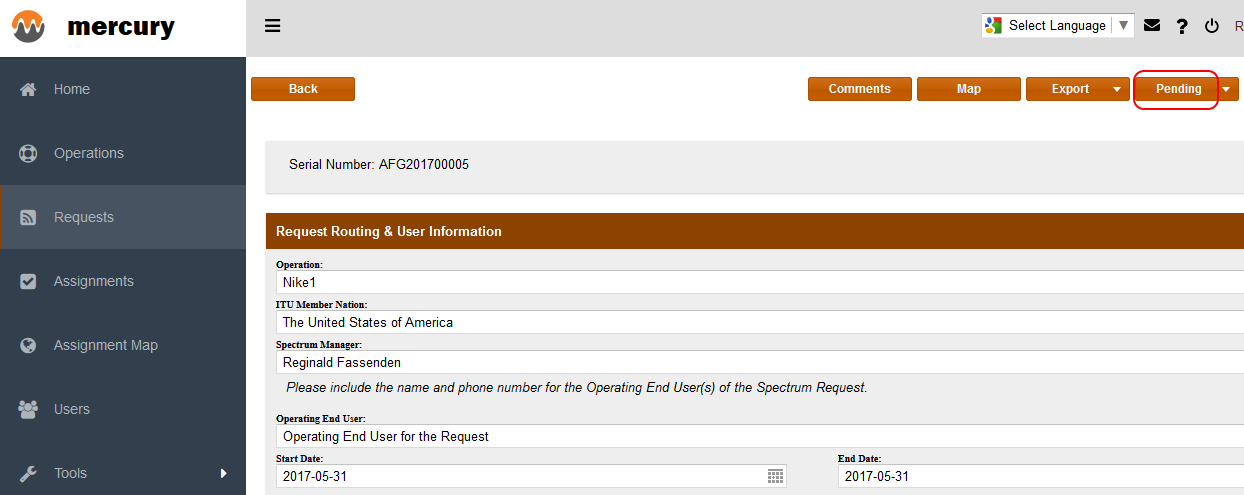 mercury
Select Language ▼ ? R
Home
Operations
Requests
Assignments
Assignment Map
Users
Tools
Back Comments Map Export Pending
Serial Number: AFG201700005
Request Routing & User Information
Operation:
Nike1
ITU Member Nation:
The United States of America
Spectrum Manager:
Reginald Fassenden
Please include the name and phone number for the Operating End User(s) of the Spectrum Request.
Operating End User:
Operating End User for the Request
Start Date: End Date:
2017-05-31 2017-05-31